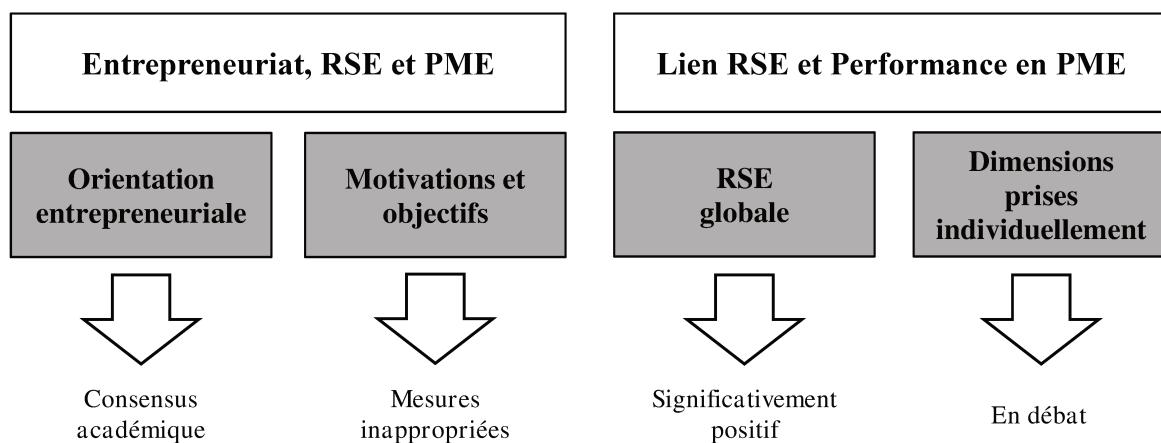 Entrepreneuriat, RSE et PME
Lien RSE et Performance en PME
Orientation
entrepreneuriale
Motivations et
objectifs
RSE
globale
Dimensions
prises
individuellement
Consensus
académique
Mesures
inappropriées
Significativement
positif
En débat